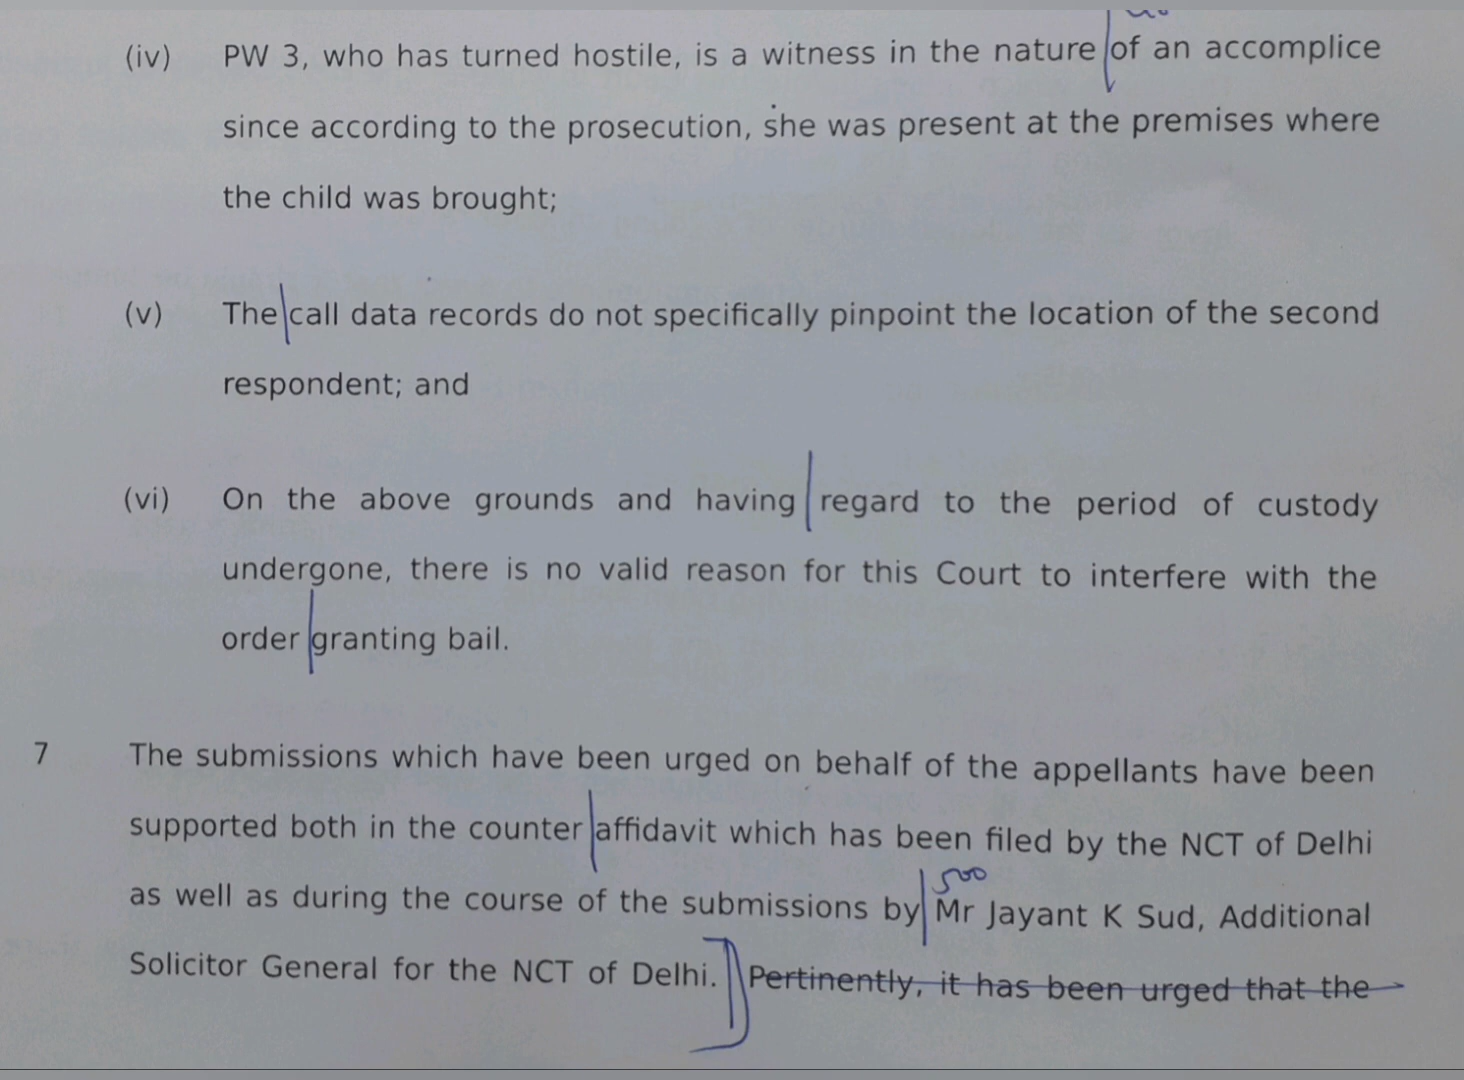 (iv) PW 3, who has turned hostile, is a witness in the nature of an accomplice
since according to the prosecution, she was present at the premises where
the child was brought;
(v) The call data records do not specifically pinpoint the location of the second
respondent; and
(vi) On the above grounds and having regard to the period of custody
undergone, there is no valid reason for this Court to interfere with the
order granting bail.
7 The submissions which have been urged on behalf of the appellants have been
supported both in the counter affidavit which has been filed by the NCT of Delhi
500
as well as during the course of the submissions by Mr Jayant K Sud, Additional
Solicitor General for the NCT of Delhi. Pertinently, it has been urged that the